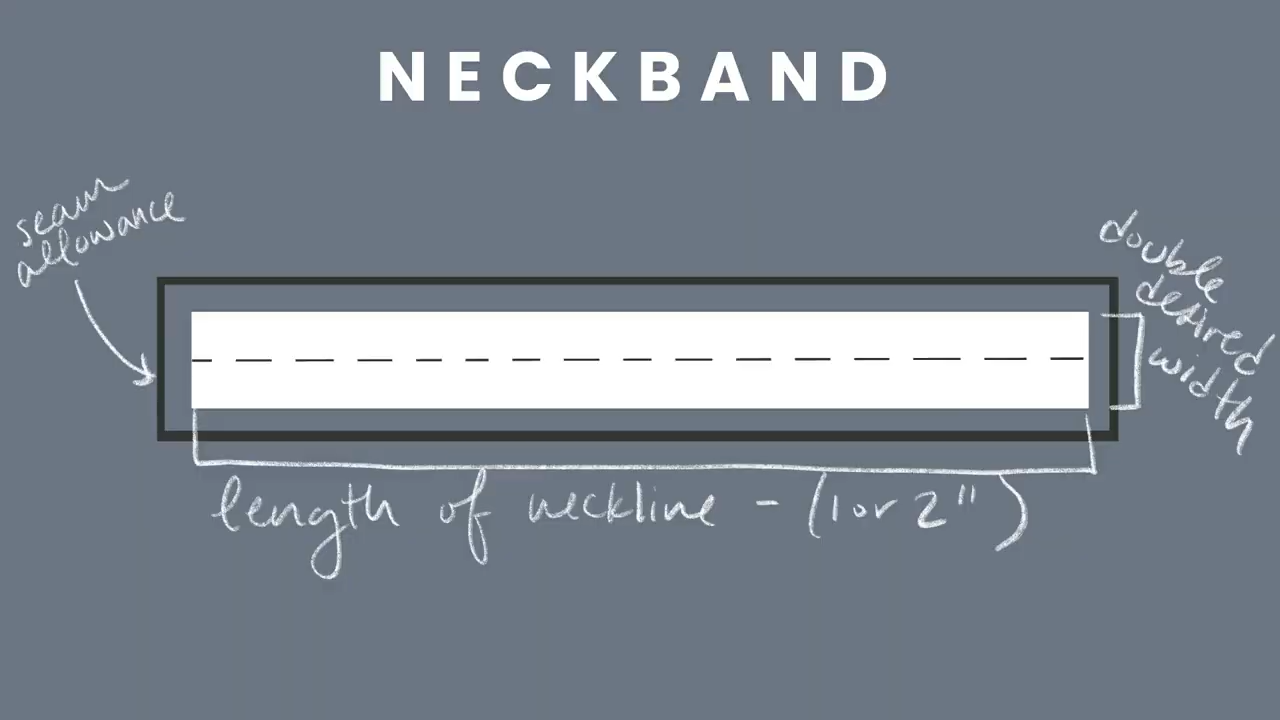 NECKBAND
seam
allowance
double
desired
width
length of neckline - (1 or 2")